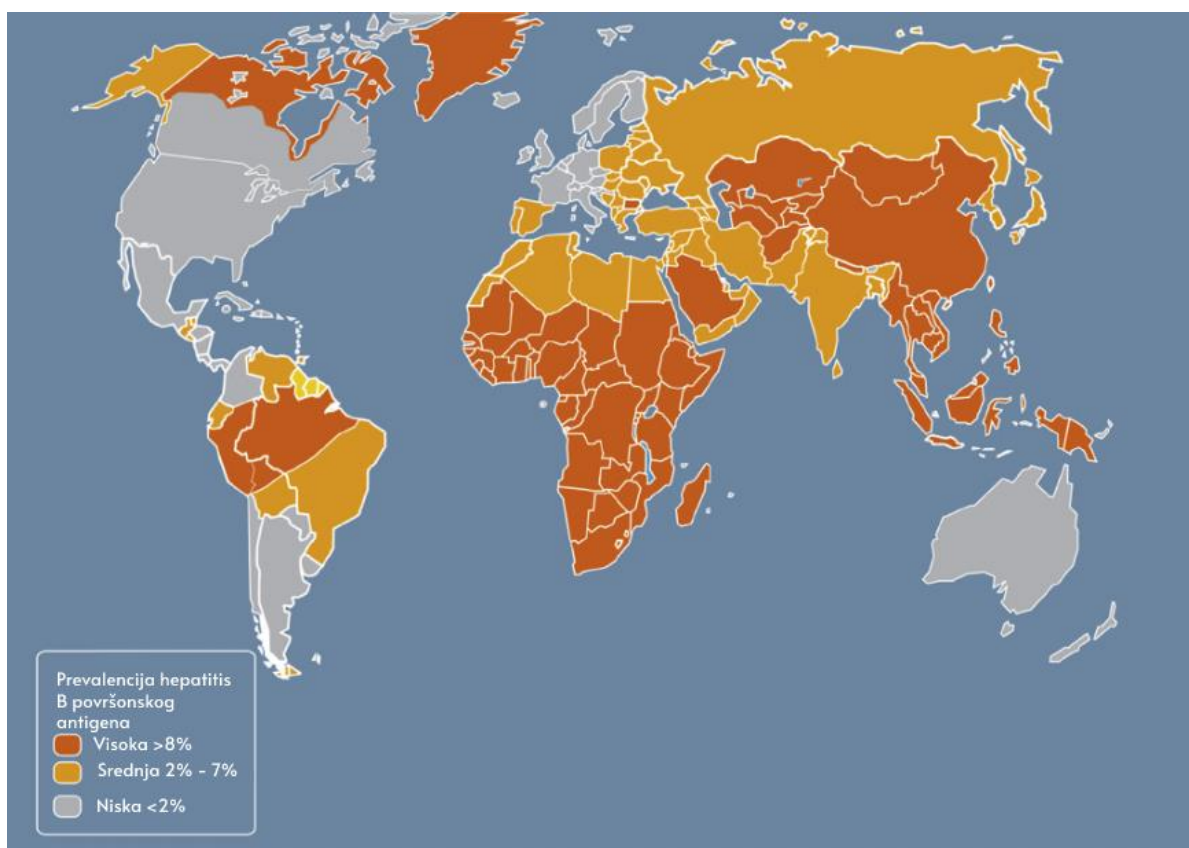 Prevalencija hepatitis
B površonskog
antigena
Visoka >8%
Srednja 2% - 7%
Niska <2%